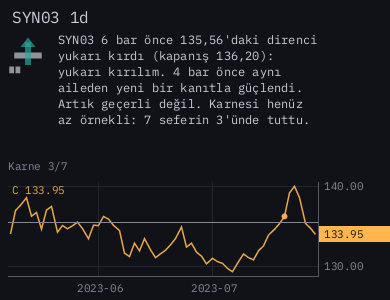 SYN03 1d
SYN03 6 bar önce 135,56'daki direnci
yukarı kırdı (kapanış 136,20):
yukarı kırılım. 4 bar önce aynı
aileden yeni bir kanıtla güçlendi.
Artık geçerli değil. Karnesi henüz
az örnekli: 7 seferin 3'ünde tuttu.
Karne 3/7
C 133.95
140.00
133.95
130.00
2023-06
2023-07